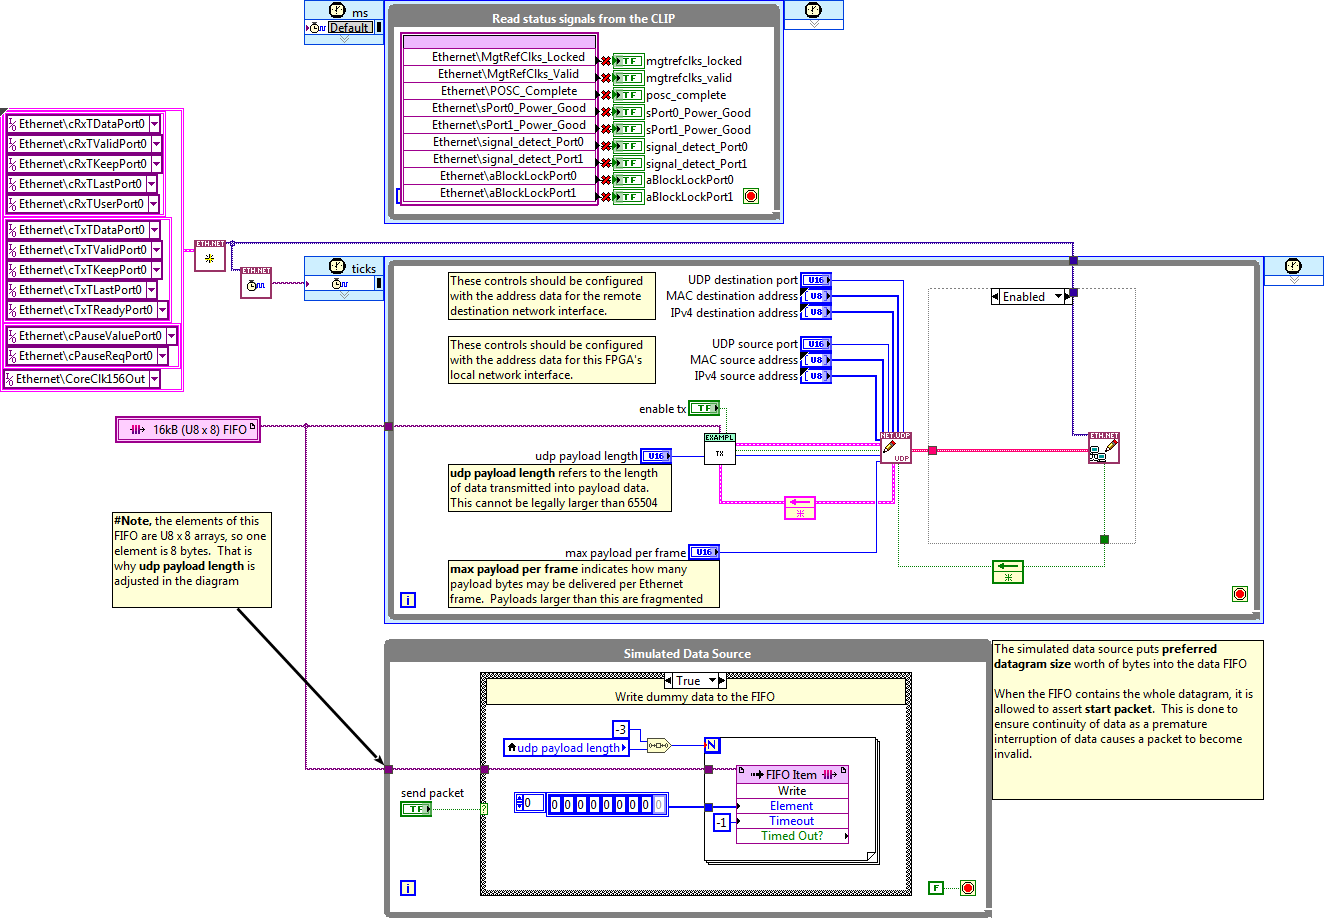 ms
Default
Read status signals from the CLIP
Ethernet\MgtRefClks_Locked
mgtrefclks_locked
Ethernet\MgtRefClks_Valid
mgtrefclks_valid
Ethernet\POSC_Complete
posc_complete
Ethernet\sPort0_Power_Good
sPort0_Power_Good
Ethernet\sPort1_Power_Good
sPort1_Power_Good
Ethernet\signal_detect_Port0
signal_detect_Port0
Ethernet\signal_detect_Port1
signal_detect_Port1
Ethernet\aBlockLockPort0
aBlockLockPort0
Ethernet\aBlockLockPort1
aBlockLockPort1
TF
TF
TF
TF
TF
TF
TF
TF
TF
Ethernet\cRxTDataPort0
Ethernet\cRxTValidPort0
Ethernet\cRxTKeepPort0
Ethernet\cRxTLastPort0
Ethernet\cRxTUserPort0
Ethernet\cTxTDataPort0
Ethernet\cTxTValidPort0
Ethernet\cTxTKeepPort0
Ethernet\cTxTLastPort0
Ethernet\cTxTReadyPort0
Ethernet\cPauseValuePort0
Ethernet\cPauseReqPort0
Ethernet\CoreClk156Out
ETH.NET
ETH.NET
ticks
These controls should be configured
with the address data for the remote
destination network interface.
UDP destination port U16
MAC destination address U8
IPv4 destination address U8
Enabled
These controls should be configured
with the address data for this FPGA's
local network interface.
UDP source port U16
MAC source address U8
IPv4 source address U8
enable tx TF
16kB (U8 x 8) FIFO
EXAMPL
TX
NET.UDP
UDP
ETH.NET
udp payload length U16
udp payload length refers to the length
of data transmitted into payload data.
This cannot be legally larger than 65504
max payload per frame U16
max payload per frame indicates how many
payload bytes may be delivered per Ethernet
frame. Payloads larger than this are fragmented
i
#Note, the elements of this
FIFO are U8 x 8 arrays, so one
element is 8 bytes. That is
why udp payload length is
adjusted in the diagram
Simulated Data Source
True
Write dummy data to the FIFO
-3
udp payload length
N
FIFO Item
Write
Element
Timeout
Timed Out?
-1
0
0 0 0 0 0 0 0 0 0
send packet
TF
?
i
F
The simulated data source puts preferred
datagram size worth of bytes into the data FIFO
When the FIFO contains the whole datagram, it is
allowed to assert start packet. This is done to
ensure continuity of data as a premature
interruption of data causes a packet to become
invalid.